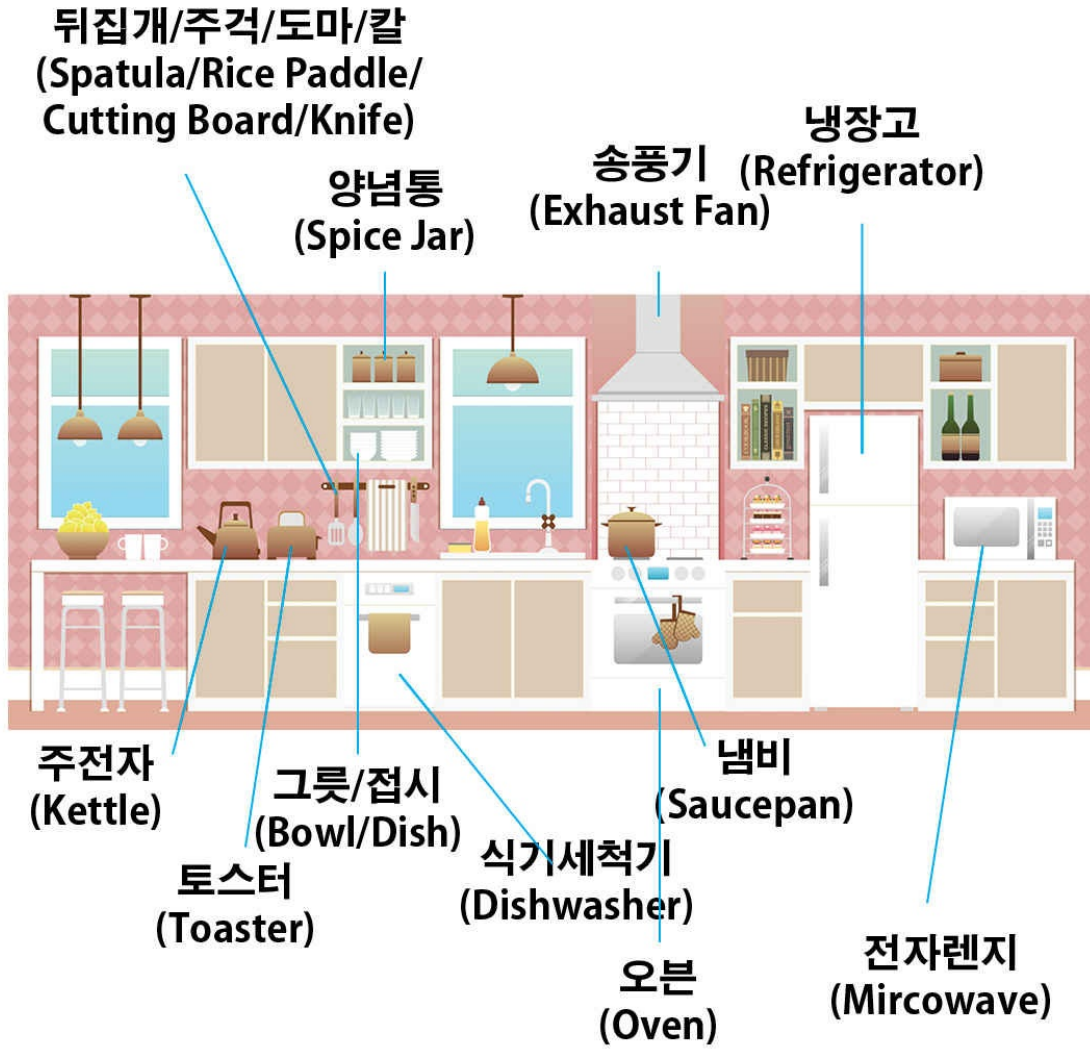 뒤집개/주걱/도마/칼
(Spatula/Rice Paddle/
Cutting Board/Knife)
양념통
(Spice Jar)
송풍기
(Exhaust Fan)
냉장고
(Refrigerator)
주전자
(Kettle)
토스터
(Toaster)
그릇/접시
(Bowl/Dish)
식기세척기
(Dishwasher)
냄비
(Saucepan)
오븐
(Oven)
전자렌지
(Mircowave)